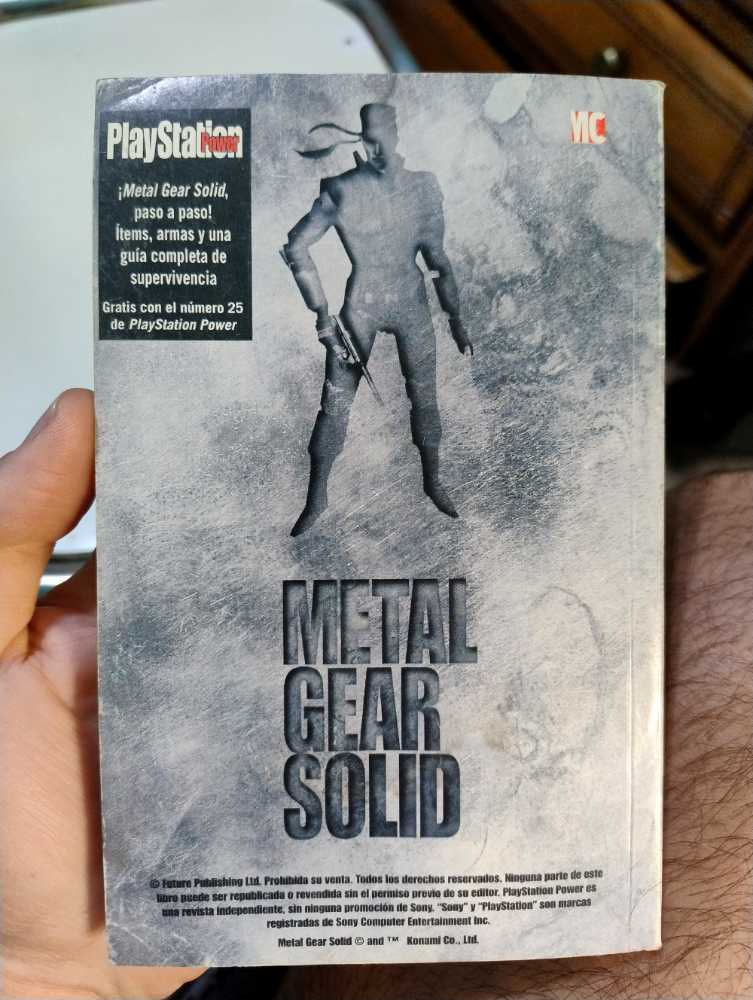 PlayStation
Power
¡Metal Gear Solid,
paso a paso!
Ítems, armas y una
guía completa de
supervivencia
Gratis con el número 25
de PlayStation Power
MC
METAL
GEAR
SOLID
© Future Publishing Ltd. Prohibida su venta. Todos los derechos reservados. Ninguna parte de este
libro puede ser republicada o revendida sin el permiso previo de su editor. PlayStation Power es
una revista independiente, sin ninguna promoción de Sony. “Sony” y “PlayStation” son marcas
registradas de Sony Computer Entertainment Inc.
Metal Gear Solid © and ™ Konami Co., Ltd.